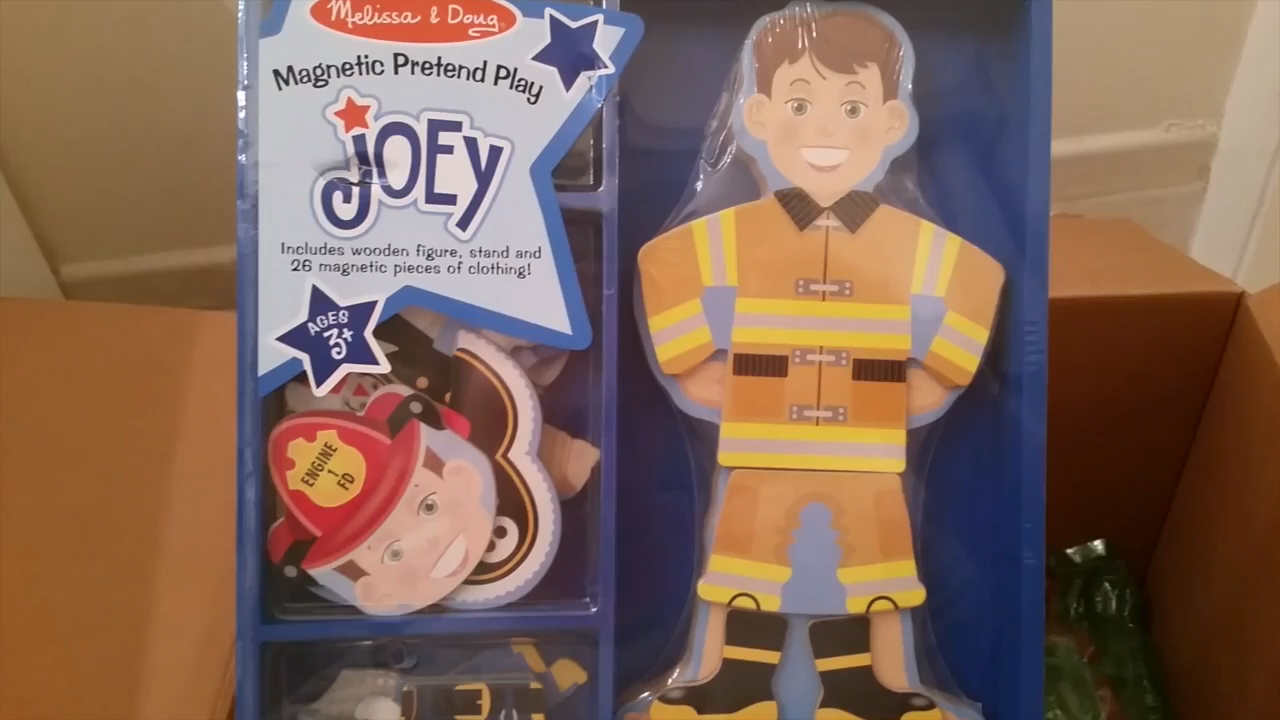 Melissa & Doug
Magnetic Pretend Play
JOEY
Includes wooden figure, stand and
26 magnetic pieces of clothing!
AGES
3+
ENGINE
1
FD